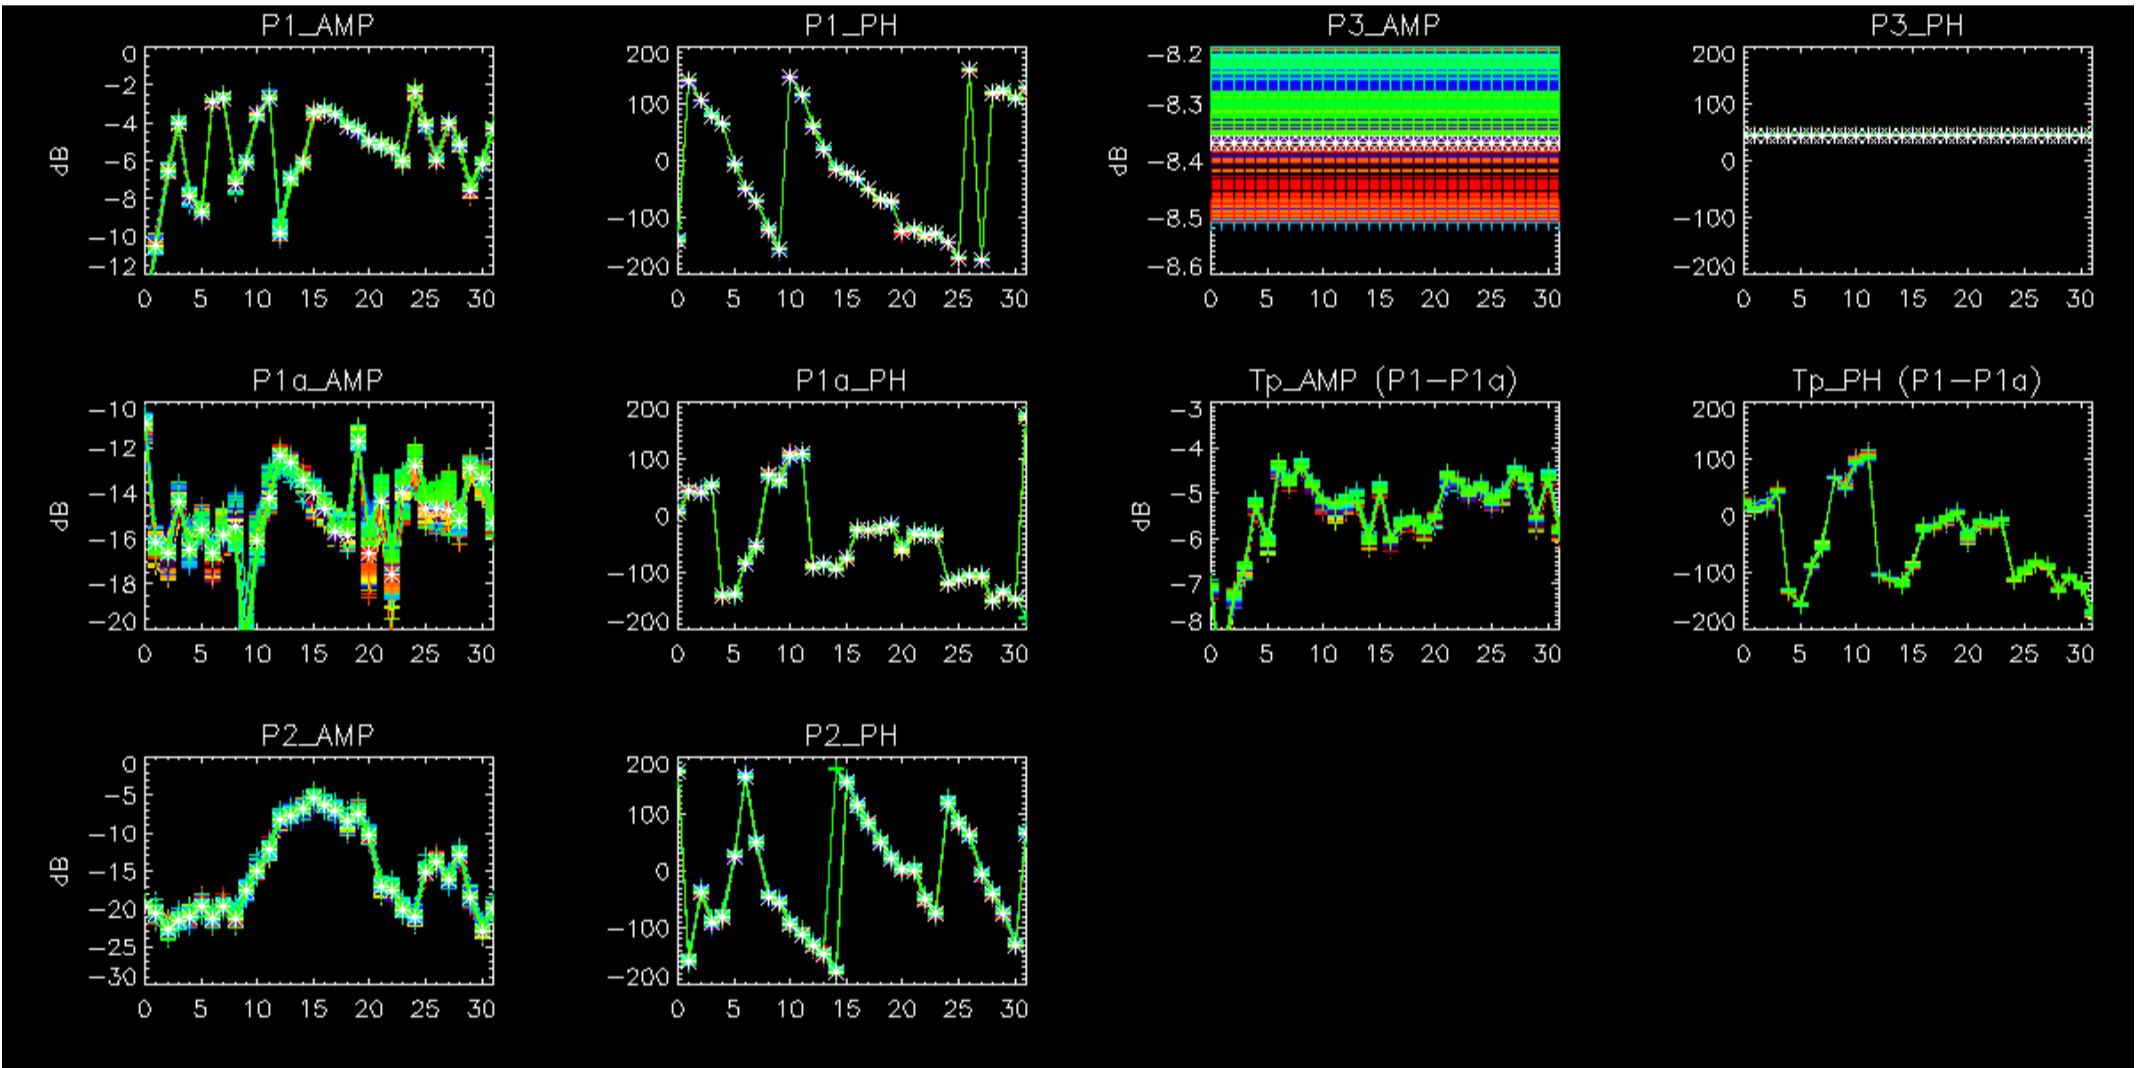 P1_AMP
P1_PH
P3_AMP
P3_PH
0
−2
−4
−6
−8
−10
−12
dB
0 5 10 15 20 25 30
200
100
0
−100
−200
0 5 10 15 20 25 30
−8.2
−8.3
−8.4
−8.5
−8.6
dB
0 5 10 15 20 25 30
200
100
0
−100
−200
0 5 10 15 20 25 30
P1a_AMP
P1a_PH
Tp_AMP (P1−P1a)
Tp_PH (P1−P1a)
−10
−12
−14
−16
−18
−20
dB
0 5 10 15 20 25 30
200
100
0
−100
−200
0 5 10 15 20 25 30
−3
−4
−5
−6
−7
−8
dB
0 5 10 15 20 25 30
200
100
0
−100
−200
0 5 10 15 20 25 30
P2_AMP
P2_PH
0
−5
−10
−15
−20
−25
−30
dB
0 5 10 15 20 25 30
200
100
0
−100
−200
0 5 10 15 20 25 30